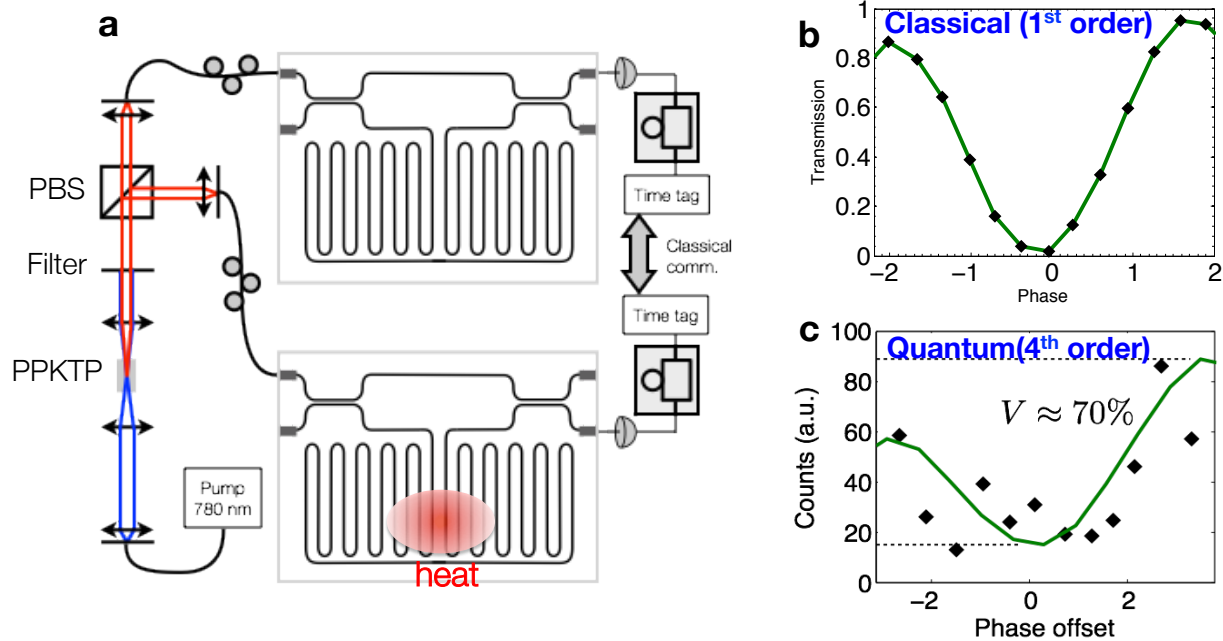 a
PBS
Filter
PPKTP
Pump
780 nm
heat
Time tag
Classical
comm.
Time tag
b
Classical (1st order)
Transmission
1
0.8
0.6
0.4
0.2
0
-2
-1
0
1
2
Phase
c
Quantum(4th order)
V ≈ 70%
Counts (a.u.)
100
80
60
40
20
0
−2
0
2
Phase offset